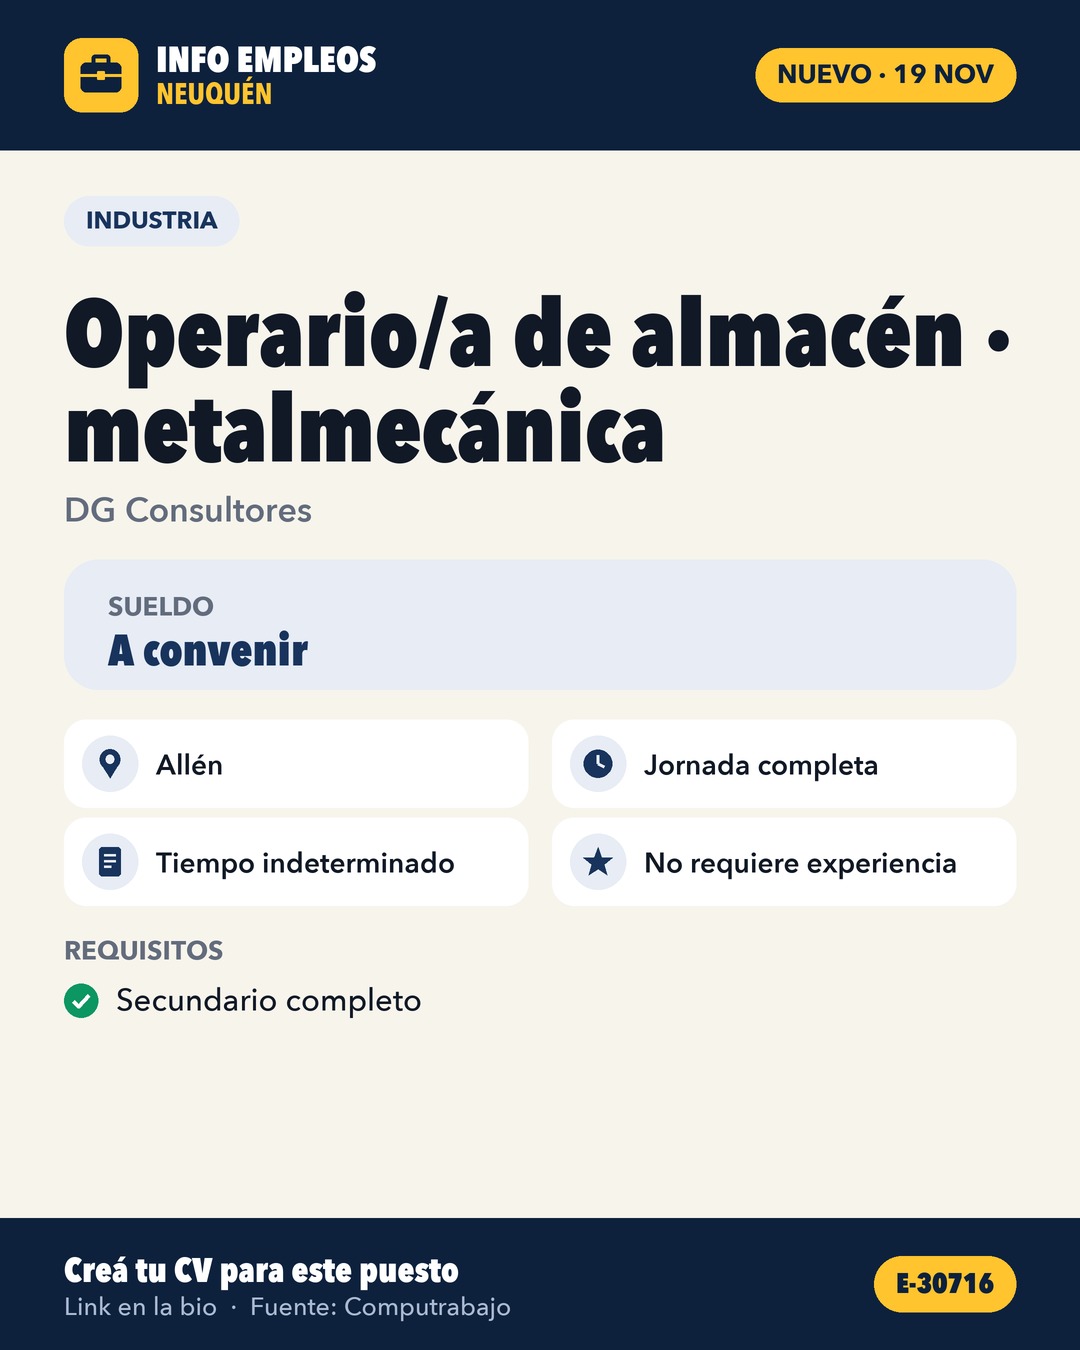 INFO EMPLEOS
NEUQUÉN
NUEVO · 19 NOV
INDUSTRIA
Operario/a de almacén ·
metalmecánica
DG Consultores
SUELDO
A convenir
Allén
Jornada completa
Tiempo indeterminado
No requiere experiencia
REQUISITOS
Secundario completo
Creá tu CV para este puesto
Link en la bio · Fuente: Computrabajo
E-30716